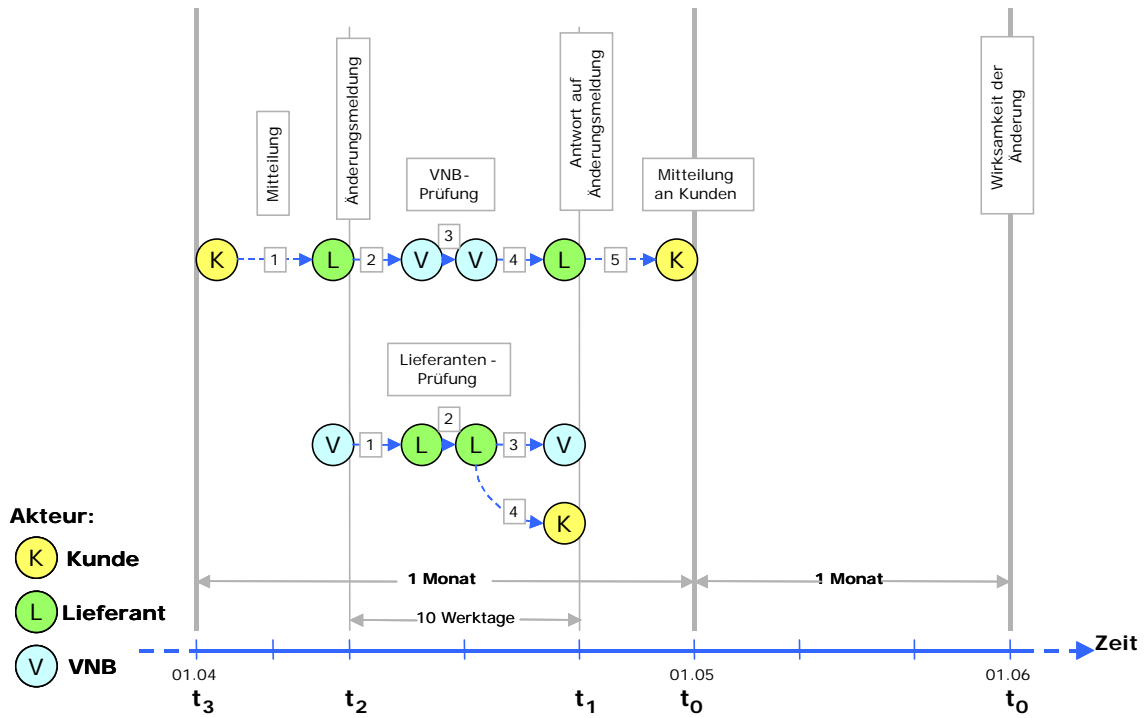 Mitteilung
Änderungsmeldung
VNB-
Prüfung
Antwort auf
Änderungsmeldung
Mitteilung
an Kunden
Wirksamkeit der
Änderung
K 1 L 2 V 3 V 4 L 5 K
Lieferanten -
Prüfung
V 1 L 2 L 3 V
4 K
Akteur:
K Kunde
L Lieferant
V VNB
1 Monat
1 Monat
10 Werktage
Zeit
01.04
01.05
01.06
t3
t2
t1
t0
t0